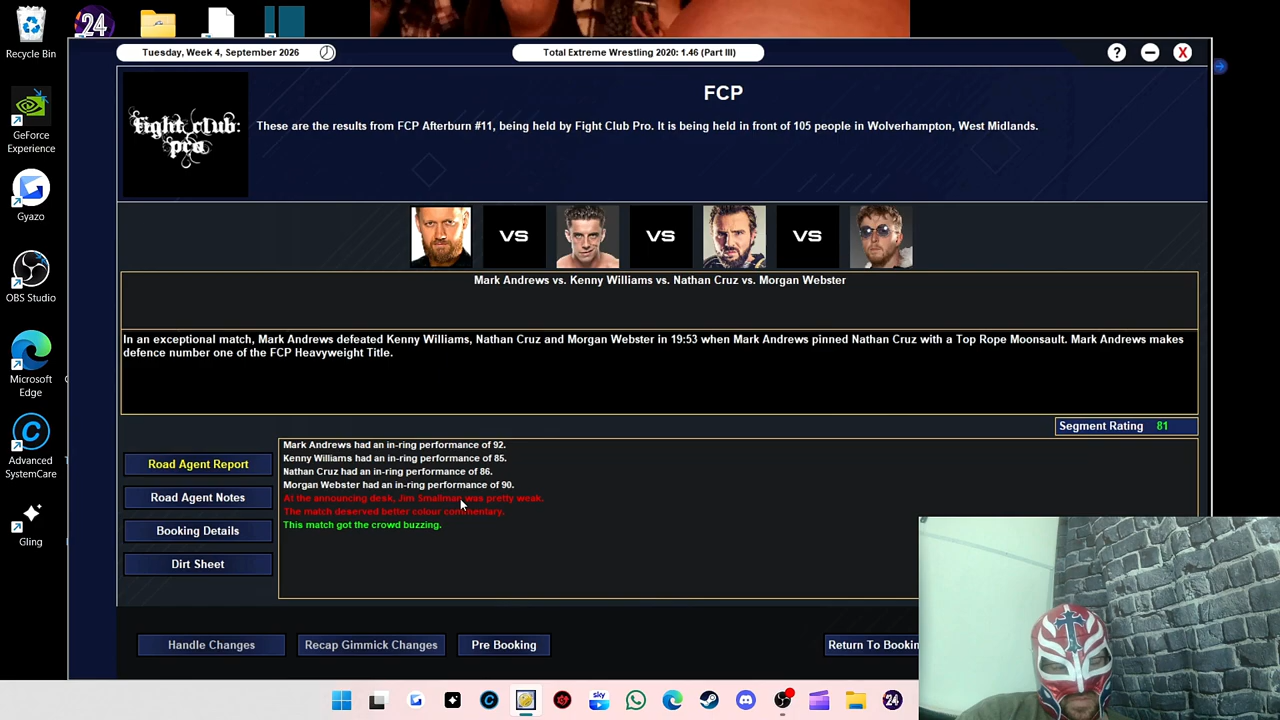 24
Recycle Bin
Tuesday, Week 4, September 2026
Total Extreme Wrestling 2020: 1.46 (Part III)
?
X
fight club:
pro
FCP
These are the results from FCP Afterburn #11, being held by Fight Club Pro. It is being held in front of 105 people in Wolverhampton, West Midlands.
GeForce
Experience
Gyazo
OBS Studio
Microsoft
Edge
Advanced
SystemCare
Gling
VS
VS
VS
Mark Andrews vs. Kenny Williams vs. Nathan Cruz vs. Morgan Webster
In an exceptional match, Mark Andrews defeated Kenny Williams, Nathan Cruz and Morgan Webster in 19:53 when Mark Andrews pinned Nathan Cruz with a Top Rope Moonsault. Mark Andrews makes
defence number one of the FCP Heavyweight Title.
Segment Rating 81
Road Agent Report
Road Agent Notes
Booking Details
Dirt Sheet
Mark Andrews had an in-ring performance of 92.
Kenny Williams had an in-ring performance of 85.
Nathan Cruz had an in-ring performance of 86.
Morgan Webster had an in-ring performance of 90.
At the announcing desk, Jim Smallman was pretty weak.
The match deserved better colour commentary.
This match got the crowd buzzing.
Handle Changes
Recap Gimmick Changes
Pre Booking
Return To Bookin
sky
24